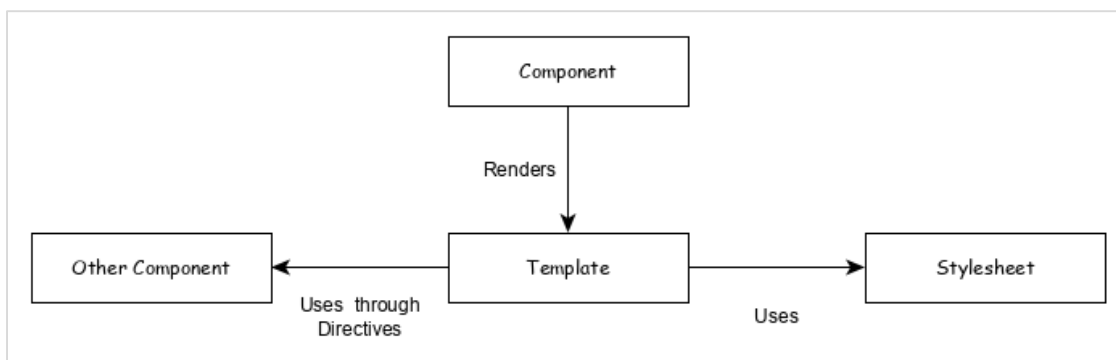 Component
Renders
Other Component
Template
Stylesheet
Uses through
Directives
Uses